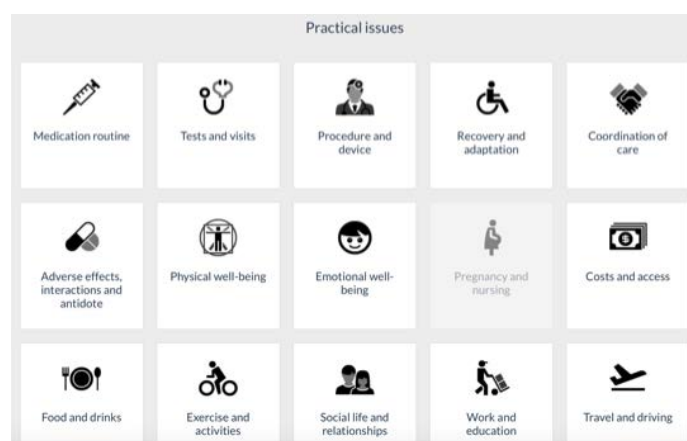 Practical issues
Medication routine
Tests and visits
Procedure and
device
Recovery and
adaptation
Coordination of
care
Adverse effects,
interactions and
antidote
Physical well-being
Emotional well-
being
Pregnancy and
nursing
Costs and access
Food and drinks
Exercise and
activities
Social life and
relationships
Work and
education
Travel and driving